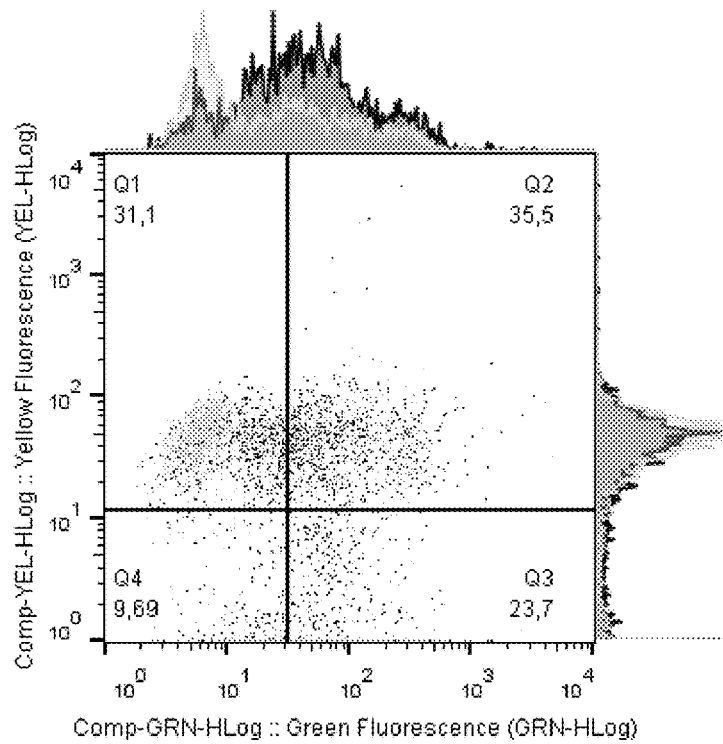 Q1
31,1
Q2
35,5
Q4
9,69
Q3
23,7
10^4
10^3
10^2
10^1
10^0
Comp-YEL-HLog :: Yellow Fluorescence (YEL-HLog)
10^0 10^1 10^2 10^3 10^4
Comp-GRN-HLog :: Green Fluorescence (GRN-HLog)